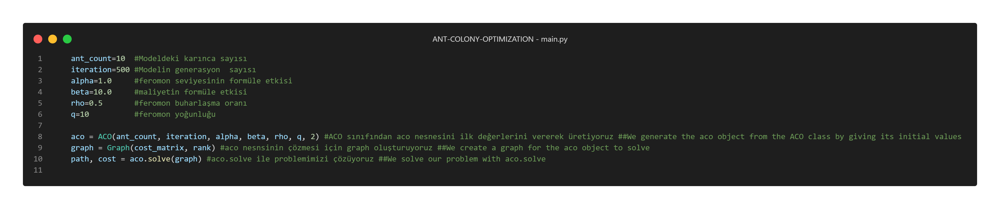 ANT-COLONY-OPTIMIZATION - main.py
1 ant_count=10 #Modeldeki karınca sayısı
2 iteration=500 #Modelin generasyon  sayısı
3 alpha=1.0 #feromon seviyesinin formüle etkisi
4 beta=10.0 #maliyetin formüle etkisi
5 rho=0.5 #feromon buharlaşma oranı
6 q=10 #feromon yoğunluğu
7
8 aco = ACO(ant_count, iteration, alpha, beta, rho, q, 2) #ACO sınıfından aco nesnesini ilk değerlerini vererek üretiyoruz ##We generate the aco object from the ACO class by giving its initial values
9 graph = Graph(cost_matrix, rank) #aco nesnsinin çözmesi için graph oluşturuyoruz ##We create a graph for the aco object to solve
10 path, cost = aco.solve(graph) #aco.solve ile problemimizi çözüyoruz ##We solve our problem with aco.solve
11